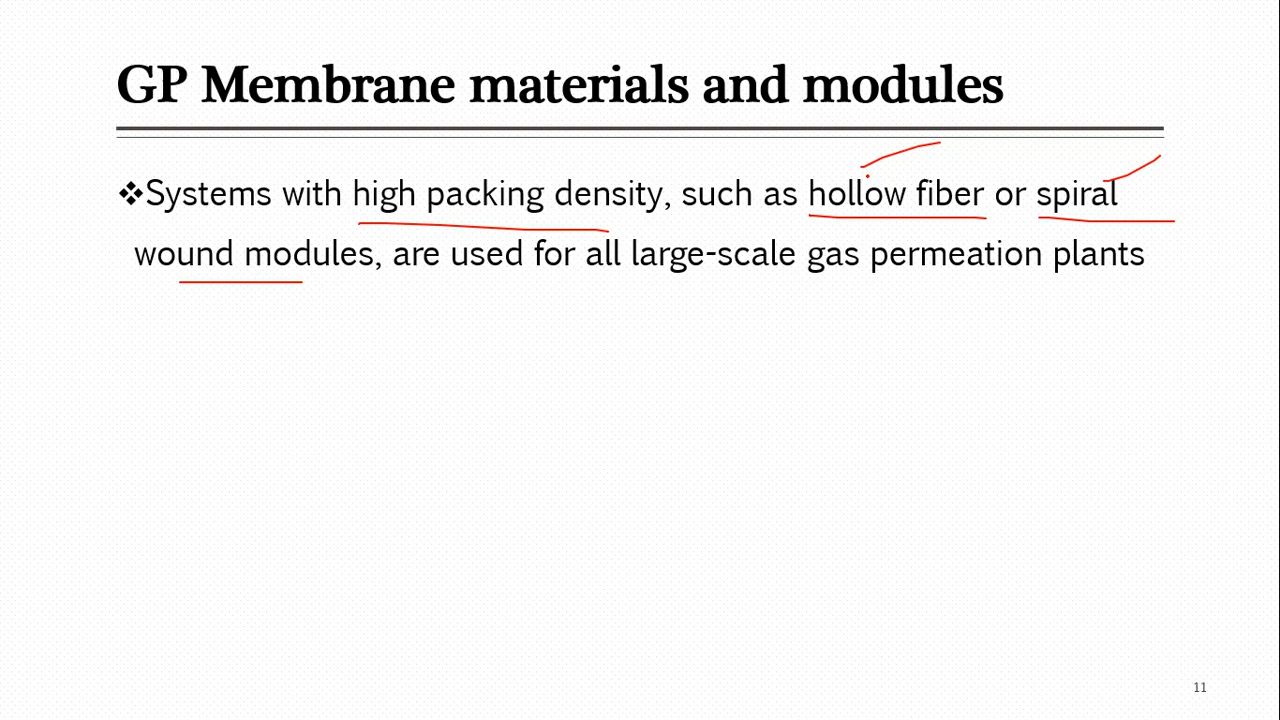 GP Membrane materials and modules
❖Systems with high packing density, such as hollow fiber or spiral
wound modules, are used for all large-scale gas permeation plants
11